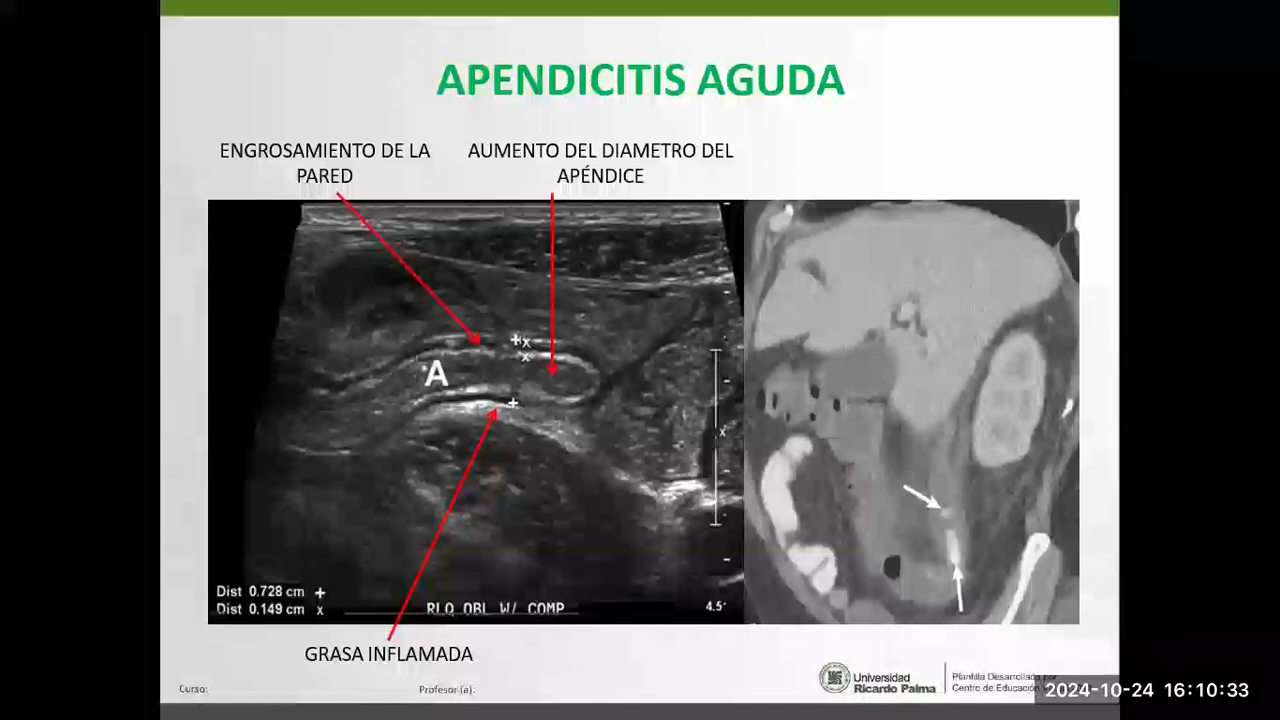 APENDICITIS AGUDA
ENGROSAMIENTO DE LA
PARED
AUMENTO DEL DIAMETRO DEL
APÉNDICE
A
Dist 0.728 cm +
Dist 0.149 cm x
RLQ OBL W/ COMP
4.5
GRASA INFLAMADA
Curso:
Profesor (a):
Universidad
Ricardo Palma
Plantilla Desarrollada por
Centro de Educación
2024-10-24 16:10:33